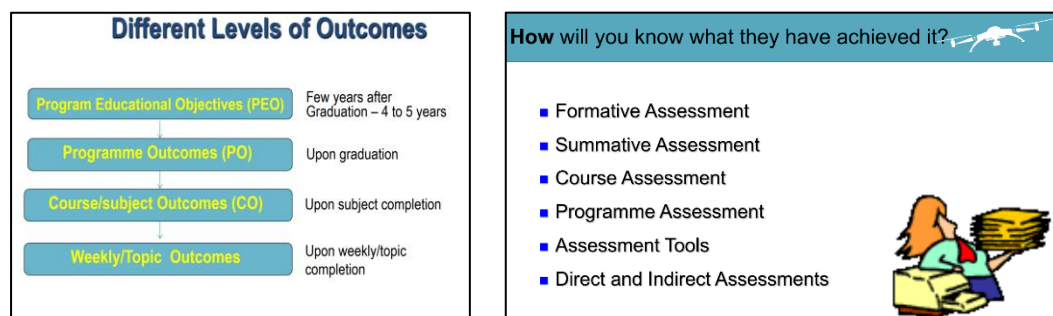 Different Levels of Outcomes
Program Educational Objectives (PEO)
Few years after
Graduation – 4 to 5 years
Programme Outcomes (PO)
Upon graduation
Course/subject Outcomes (CO)
Upon subject completion
Weekly/Topic Outcomes
Upon weekly/topic
completion
How will you know what they have achieved it?
Formative Assessment
Summative Assessment
Course Assessment
Programme Assessment
Assessment Tools
Direct and Indirect Assessments